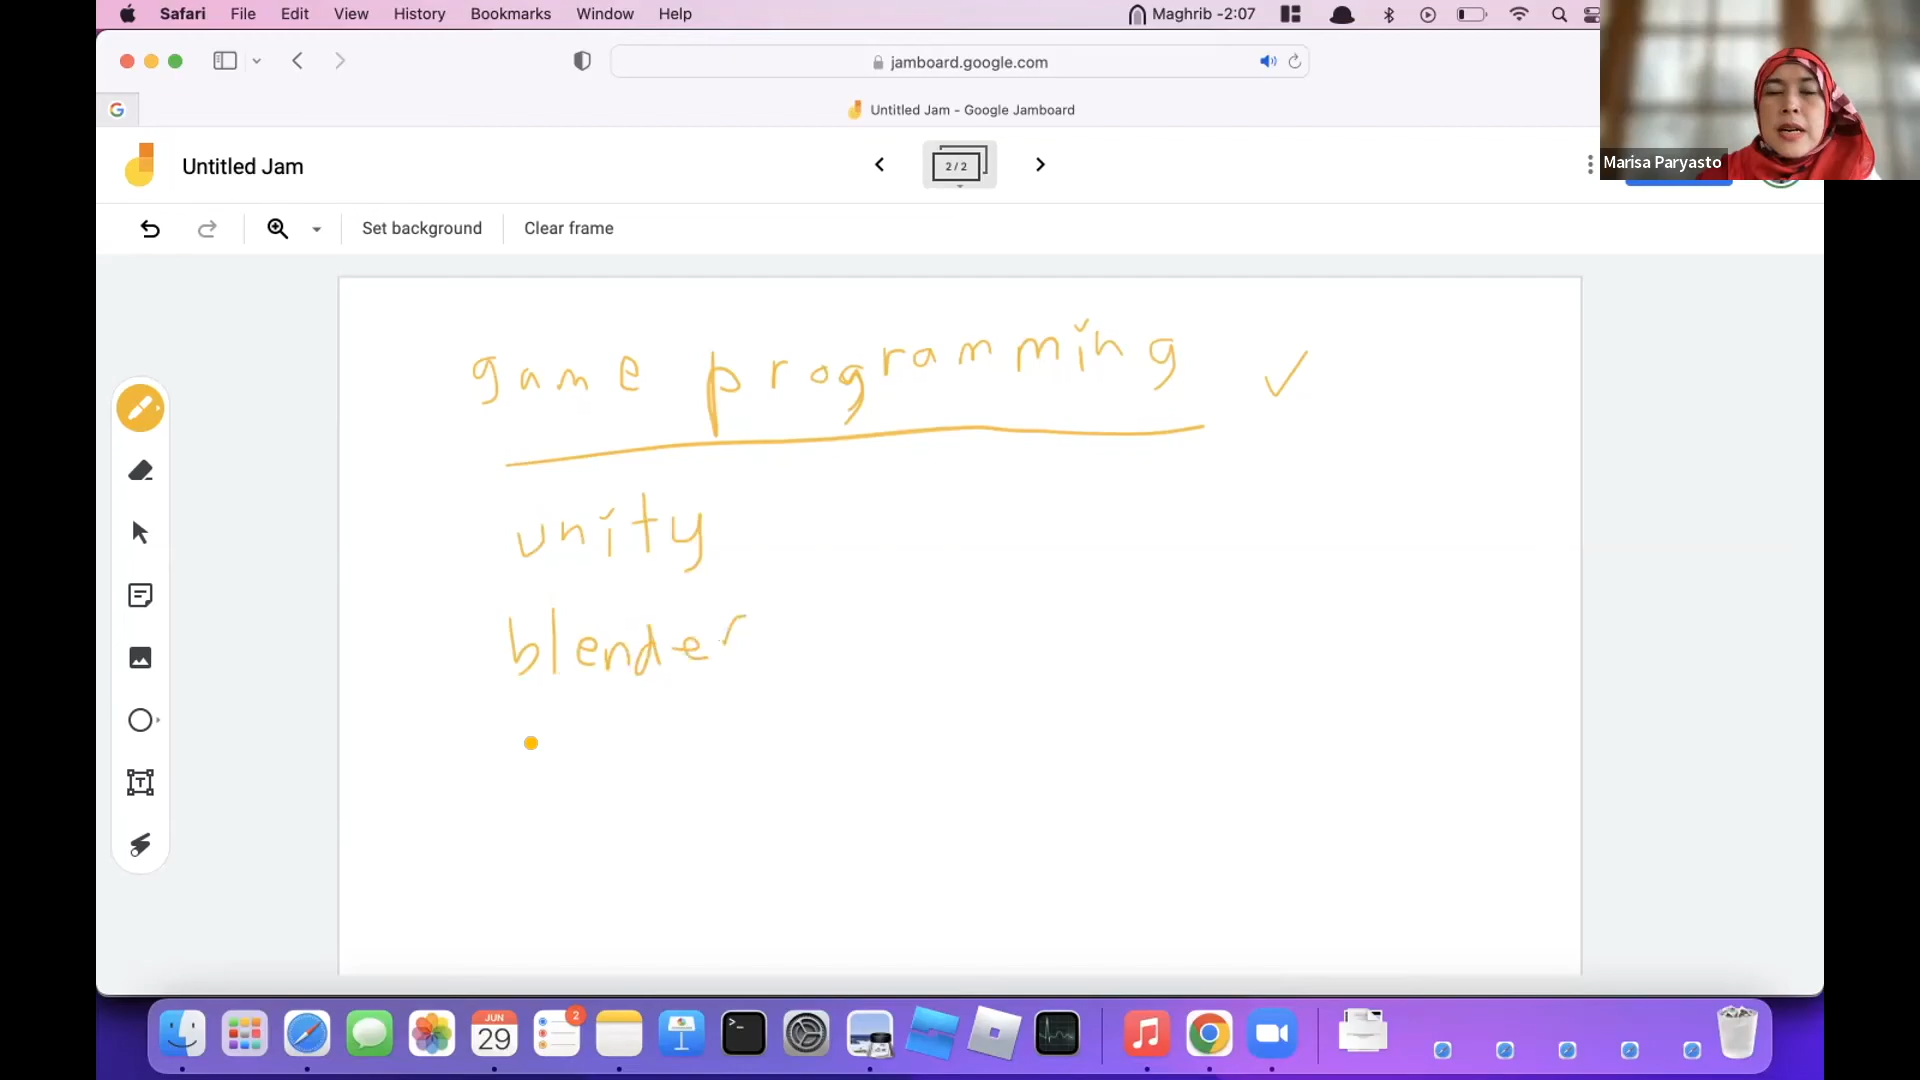 Safari File Edit View History Bookmarks Window Help Maghrib -2:07
jamboard.google.com
Untitled Jam - Google Jamboard
Marisa Paryasto
Untitled Jam
2 / 2
Set background
Clear frame
game programming ✓
unity
blender
JUN
29
2